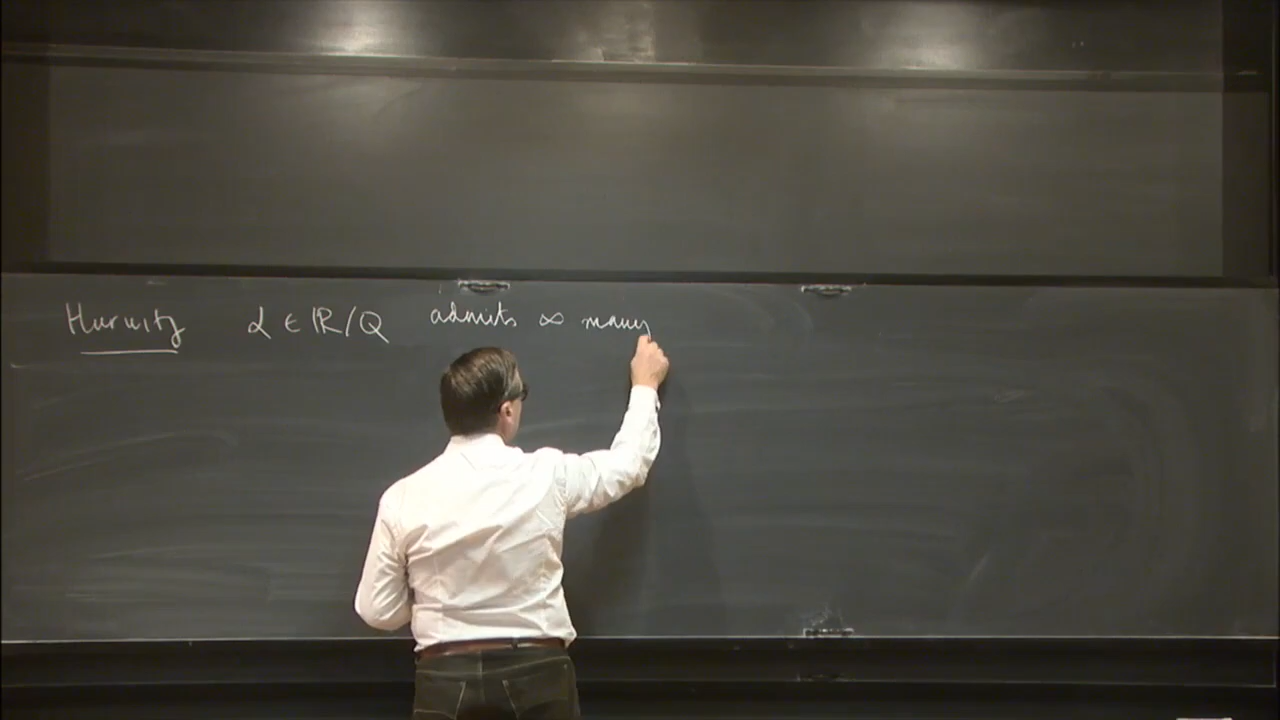 Hurwitz α ∈ ℝ/Q admits ∞ many